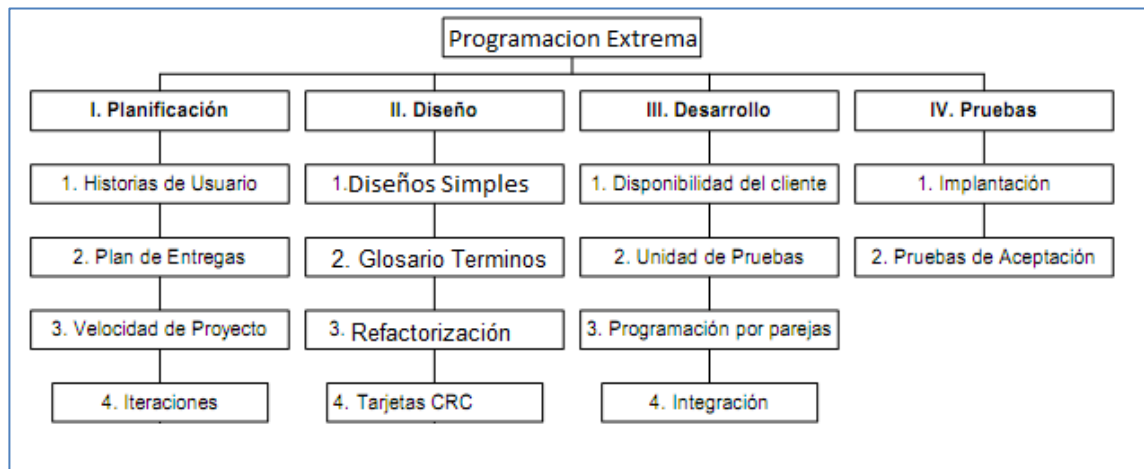 Programacion Extrema
I. Planificación
II. Diseño
III. Desarrollo
IV. Pruebas
1. Historias de Usuario
1.Diseños Simples
1. Disponibilidad del cliente
1. Implantación
2. Plan de Entregas
2. Glosario Terminos
2. Unidad de Pruebas
2. Pruebas de Aceptación
3. Velocidad de Proyecto
3. Refactorización
3. Programación por parejas
4. Iteraciones
4. Tarjetas CRC
4. Integración